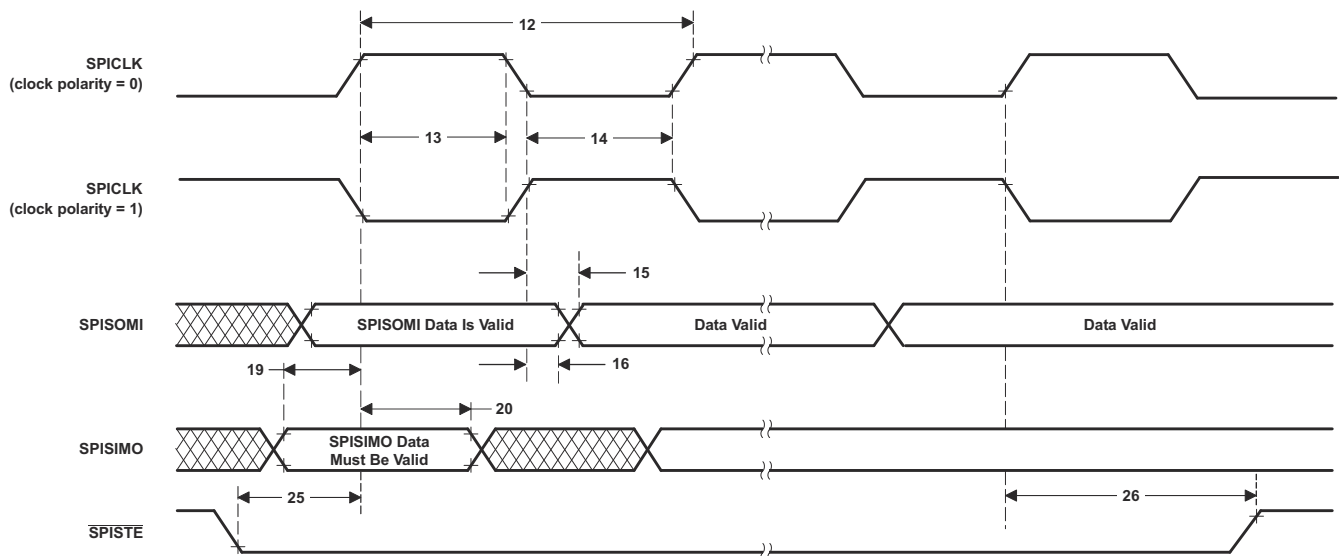 12
SPICLK
(clock polarity = 0)
13
14
SPICLK
(clock polarity = 1)
15
SPISOMI
SPISOMI Data Is Valid
Data Valid
Data Valid
16
19
20
SPISIMO
SPISIMO Data
Must Be Valid
25
26
SPISTE